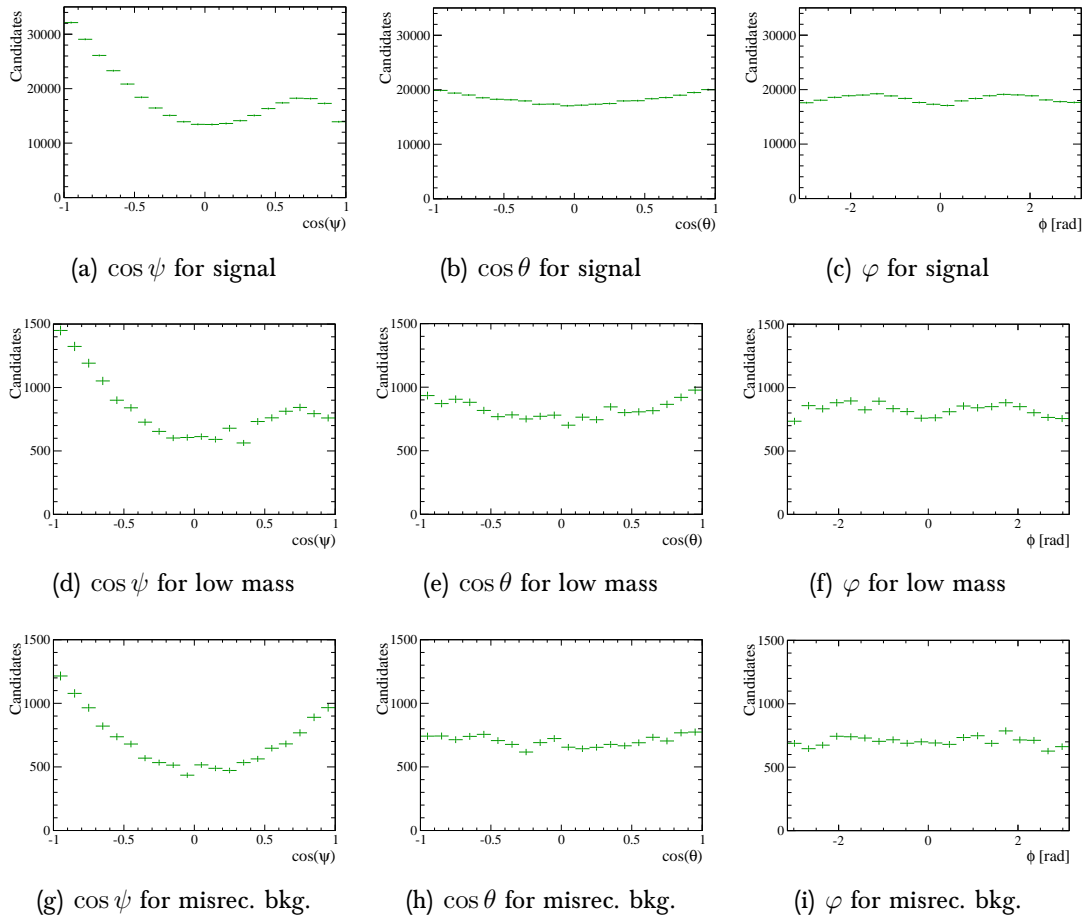 Candidates
30000
20000
10000
0
-1 -0.5 0 0.5 1
cos(ψ)
Candidates
30000
20000
10000
0
-1 -0.5 0 0.5 1
cos(θ)
Candidates
30000
20000
10000
0
-2 0 2
ϕ [rad]
(a) cos ψ for signal
(b) cos θ for signal
(c) φ for signal
Candidates
1500
1000
500
0
-1 -0.5 0 0.5 1
cos(ψ)
Candidates
1500
1000
500
0
-1 -0.5 0 0.5 1
cos(θ)
Candidates
1500
1000
500
0
-2 0 2
ϕ [rad]
(d) cos ψ for low mass
(e) cos θ for low mass
(f) φ for low mass
Candidates
1500
1000
500
0
-1 -0.5 0 0.5 1
cos(ψ)
Candidates
1500
1000
500
0
-1 -0.5 0 0.5 1
cos(θ)
Candidates
1500
1000
500
0
-2 0 2
ϕ [rad]
(g) cos ψ for misrec. bkg.
(h) cos θ for misrec. bkg.
(i) φ for misrec. bkg.